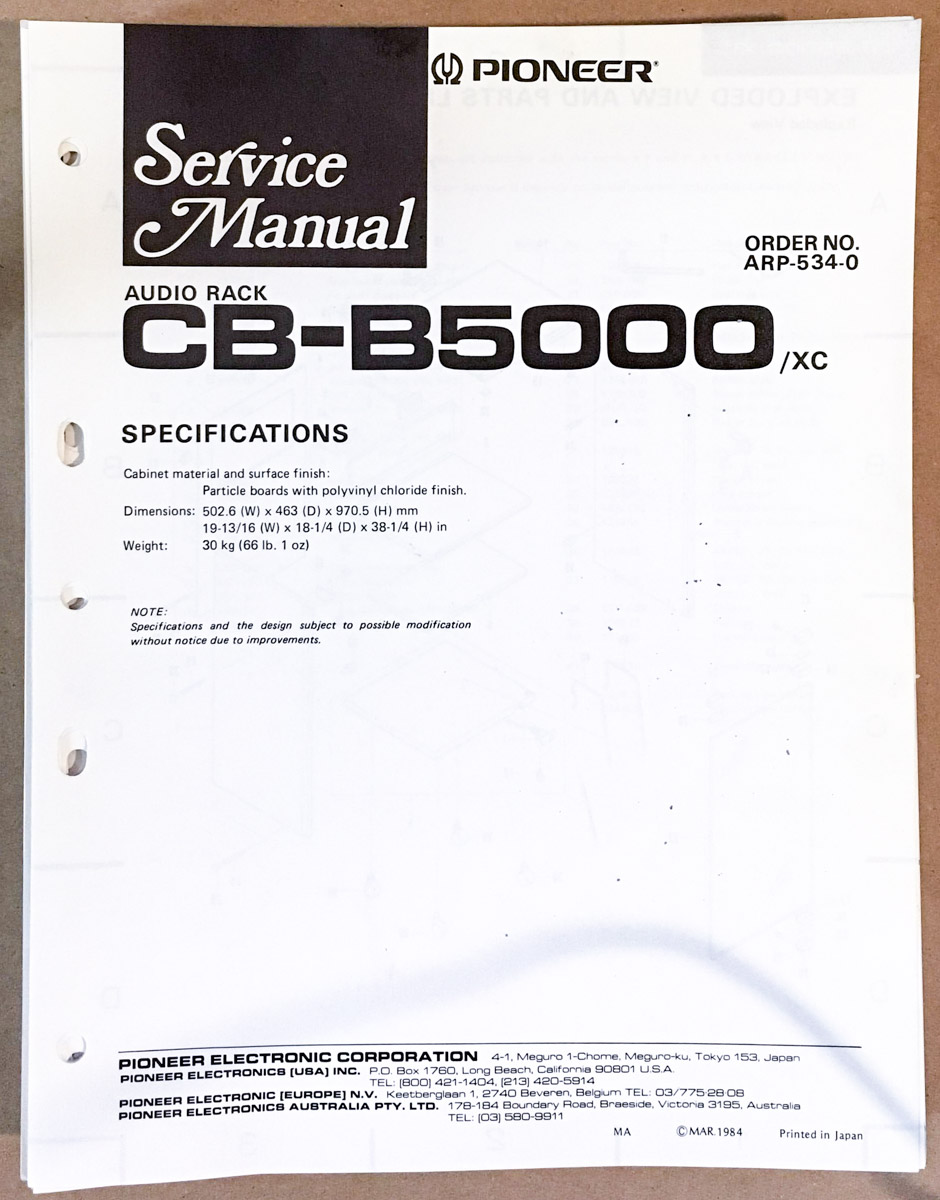 Service
Manual
PIONEER®
ORDER NO.
ARP-534-0
AUDIO RACK
CB-B5000/XC
SPECIFICATIONS
Cabinet material and surface finish:
Particle boards with polyvinyl chloride finish.
Dimensions: 502.6 (W) x 463 (D) x 970.5 (H) mm
19-13/16 (W) x 18-1/4 (D) x 38-1/4 (H) in
Weight: 30 kg (66 lb. 1 oz)
NOTE:
Specifications and the design subject to possible modification
without notice due to improvements.
PIONEER ELECTRONIC CORPORATION 4-1, Meguro 1-Chome, Meguro-ku, Tokyo 153, Japan
PIONEER ELECTRONICS [USA] INC. P.O. Box 1760, Long Beach, California 90801 U.S.A.
TEL: [800] 421-1404, [213] 420-5914
PIONEER ELECTRONIC [EUROPE] N.V. Keetberglaan 1, 2740 Beveren, Belgium TEL: 03/775·28·08
PIONEER ELECTRONICS AUSTRALIA PTY. LTD. 178-184 Boundary Road, Braeside, Victoria 3195, Australia
TEL: [03] 580-9911
MA ©MAR.1984 Printed in Japan